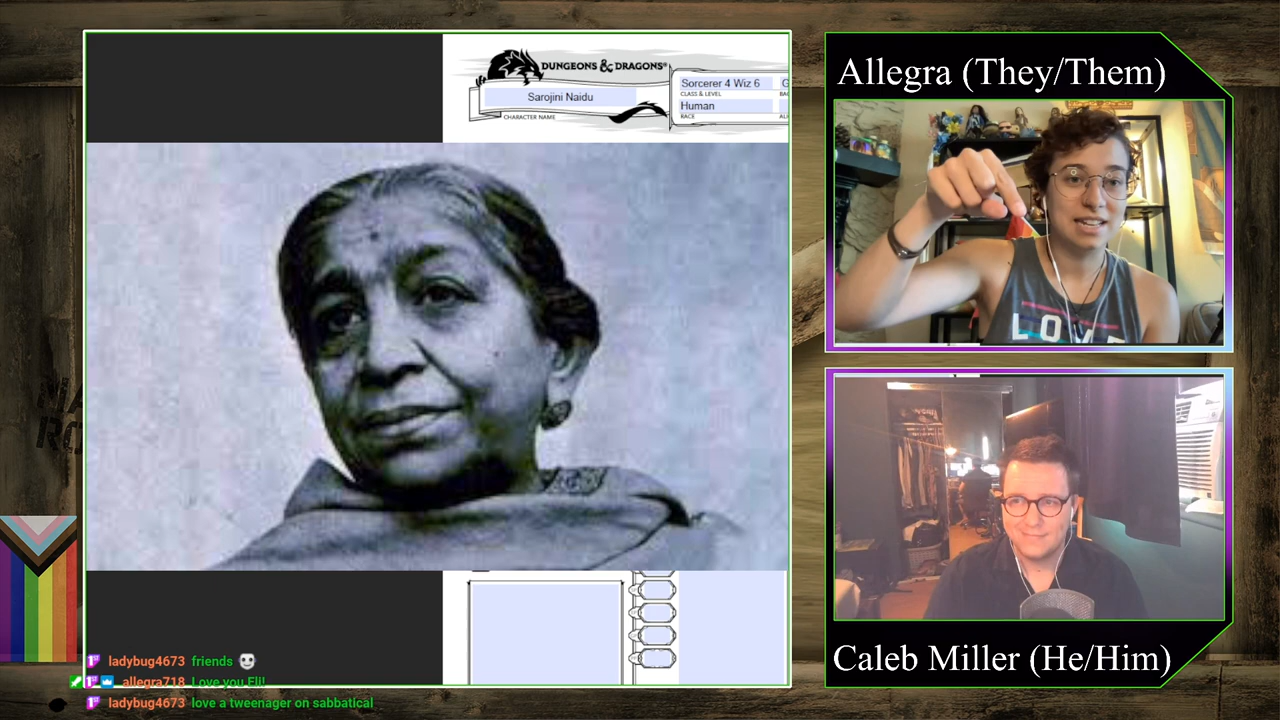 DUNGEONS & DRAGONS®
Sarojini Naidu
CHARACTER NAME
Sorcerer 4 Wiz 6
CLASS & LEVEL
Human
RACE
Allegra (They/Them)
LOVE
Caleb Miller (He/Him)
ladybug4673 friends
allegra718 Love you Eli!
ladybug4673 love a tweenager on sabbatical